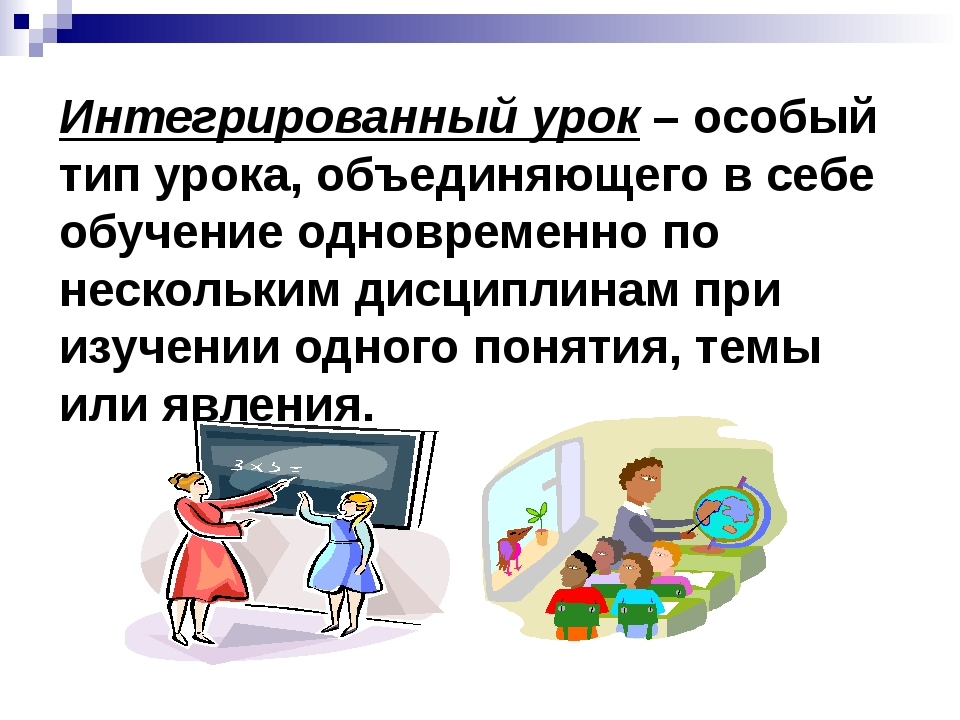 Интегрированный урок – особый
тип урока, объединяющего в себе
обучение одновременно по
нескольким дисциплинам при
изучении одного понятия, темы
или явления.
3 x 5 =